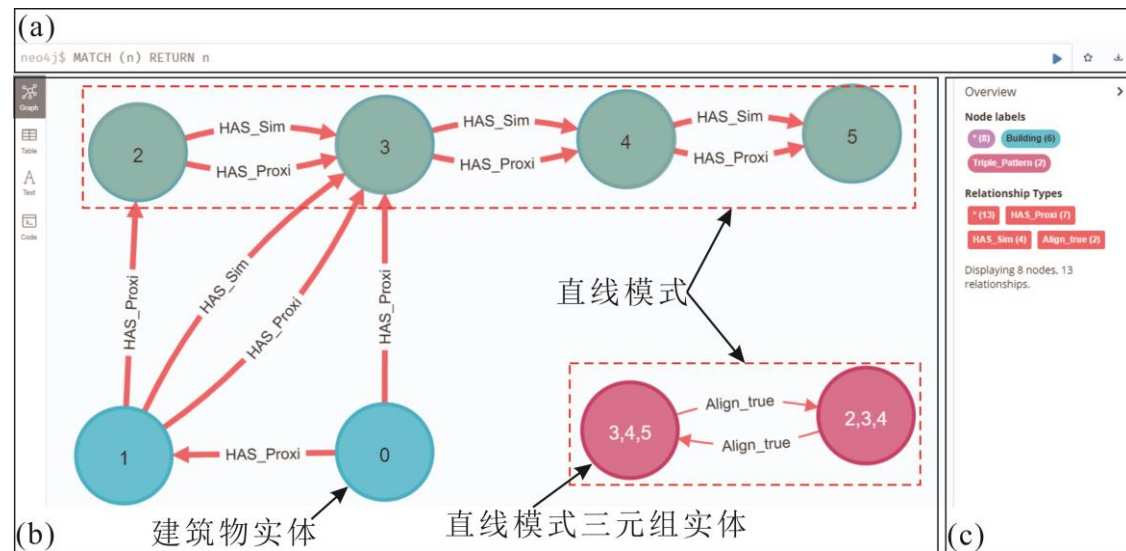 (a)
neo4j$ MATCH (n) RETURN n
Graph
Table
Text
Code
2
HAS_Sim
HAS_Proxi
3
HAS_Sim
HAS_Proxi
4
HAS_Sim
HAS_Proxi
5
HAS_Proxi
HAS_Sim
HAS_Proxi
HAS_Proxi
直线模式
1
HAS_Proxi
0
3,4,5
Align_true
Align_true
2,3,4
(b)
建筑物实体
直线模式三元组实体
Overview
Node labels
* (8) Building (6)
Triple_Pattern (2)
Relationship Types
* (13) HAS_Proxi (7)
HAS_Sim (4) Align_true (2)
Displaying 8 nodes, 13
relationships.
(c)